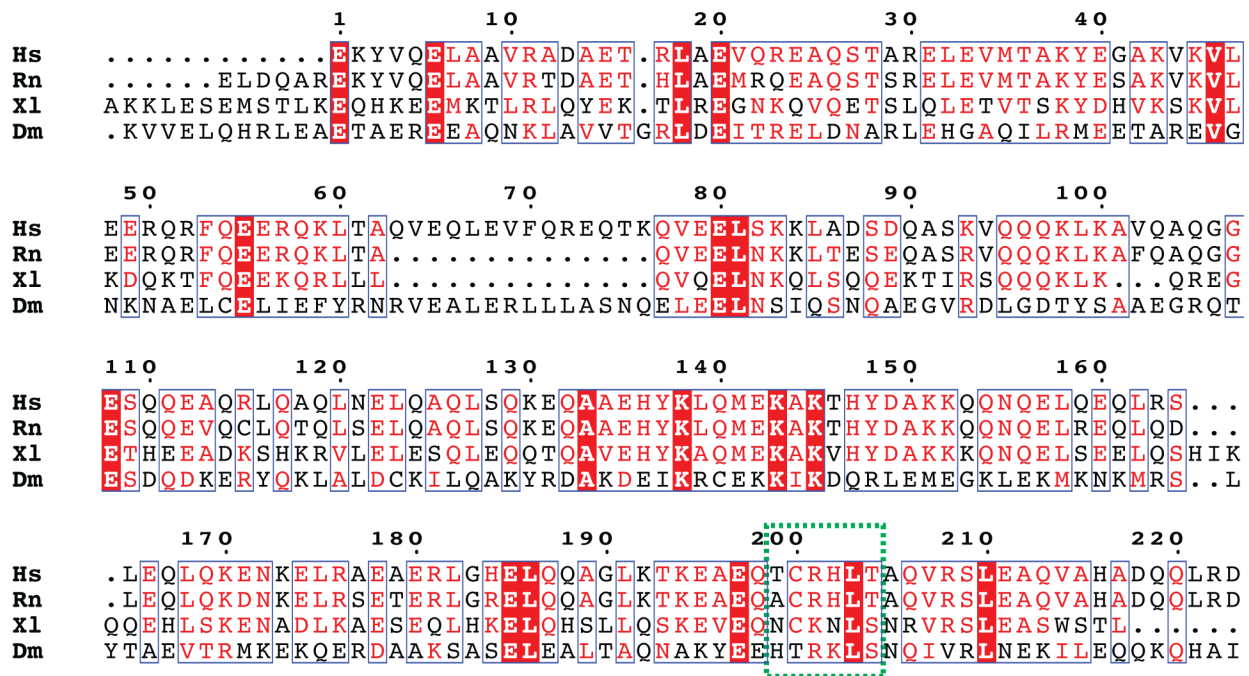 1 10 20 30 40
Hs ............EKYVQELAAVRADAET.RLAEVQREAQSTARELEVMTAKYEGAKVKVL
Rn ......ELDQAREKYVQELAAVRTDAET.HLAEMRQEAQSTSRELEVMTAKYESAKVKVL
Xl AKKLESEMSTLKEQHKEEMKTLRLQYEK.TLREGNKQVQETSLQLETVTSKYDHVKSKVL
Dm .KVVELQHRLEAETAEREEAQNKLAVVTGRLDEITRELDNARLEHGAQILRMEETAREVG
50 60 70 80 90 100
Hs EERQRFQEERQKLTAQVEQLEVFQREQTKQVEELSKKLADSDQASKVQQQKLKAVQAQGG
Rn EERQRFQEERQKLTA..............QVEELNKKLTESEQASRVQQQKLKAFQAQGG
Xl KDQKTFQEEKQRLLL..............QVQELNKQLSQQEKTIRSQQQKLK...QREG
Dm NKNAELCELIEFYRNRVEALERLLLASNQELEELNSIQSNQAEGVRDLGDTYSAAEGRQT
110 120 130 140 150 160
Hs ESQQEAQRLQAQLNELQAQLSQKEQAAEHYKLQMEKAKTHYDAKKQQNQELQEQLRS...
Rn ESQQEVQCLQTQLSELQAQLSQKEQAAEHYKLQMEKAKTHYDAKKQQNQELREQLQD...
Xl ETHEEADKSHKRVLELESQLEQQTQAVEHYKAQMEKAKVHYDAKKKQNQELSEELQSHIK
Dm ESDQDKERYQKLALDCKILQAKYRDAKDEIKRCEKKIKDQRLEMEGKLEKMKNKMRS..L
170 180 190 200 210 220
Hs .LEQLQKENKELRAEAERLGHELQQAGLKTKEAEQTCRHLTAQVRSLEAQVAHADQQLRD
Rn .LEQLQKDNKELRSETERLGRELQQAGLKTKEAEQACRHLTAQVRSLEAQVAHADQQLRD
Xl QQEHLSKENADLKAESEQLHKELQHSLLQSKEVEQNCKNLSNRVRSLEASWSTL......
Dm YTAEVTRMKEKQERDAAKSASELEALTAQNAKYEEHTRKLSNQIVRLNEKILEQQKQHAI